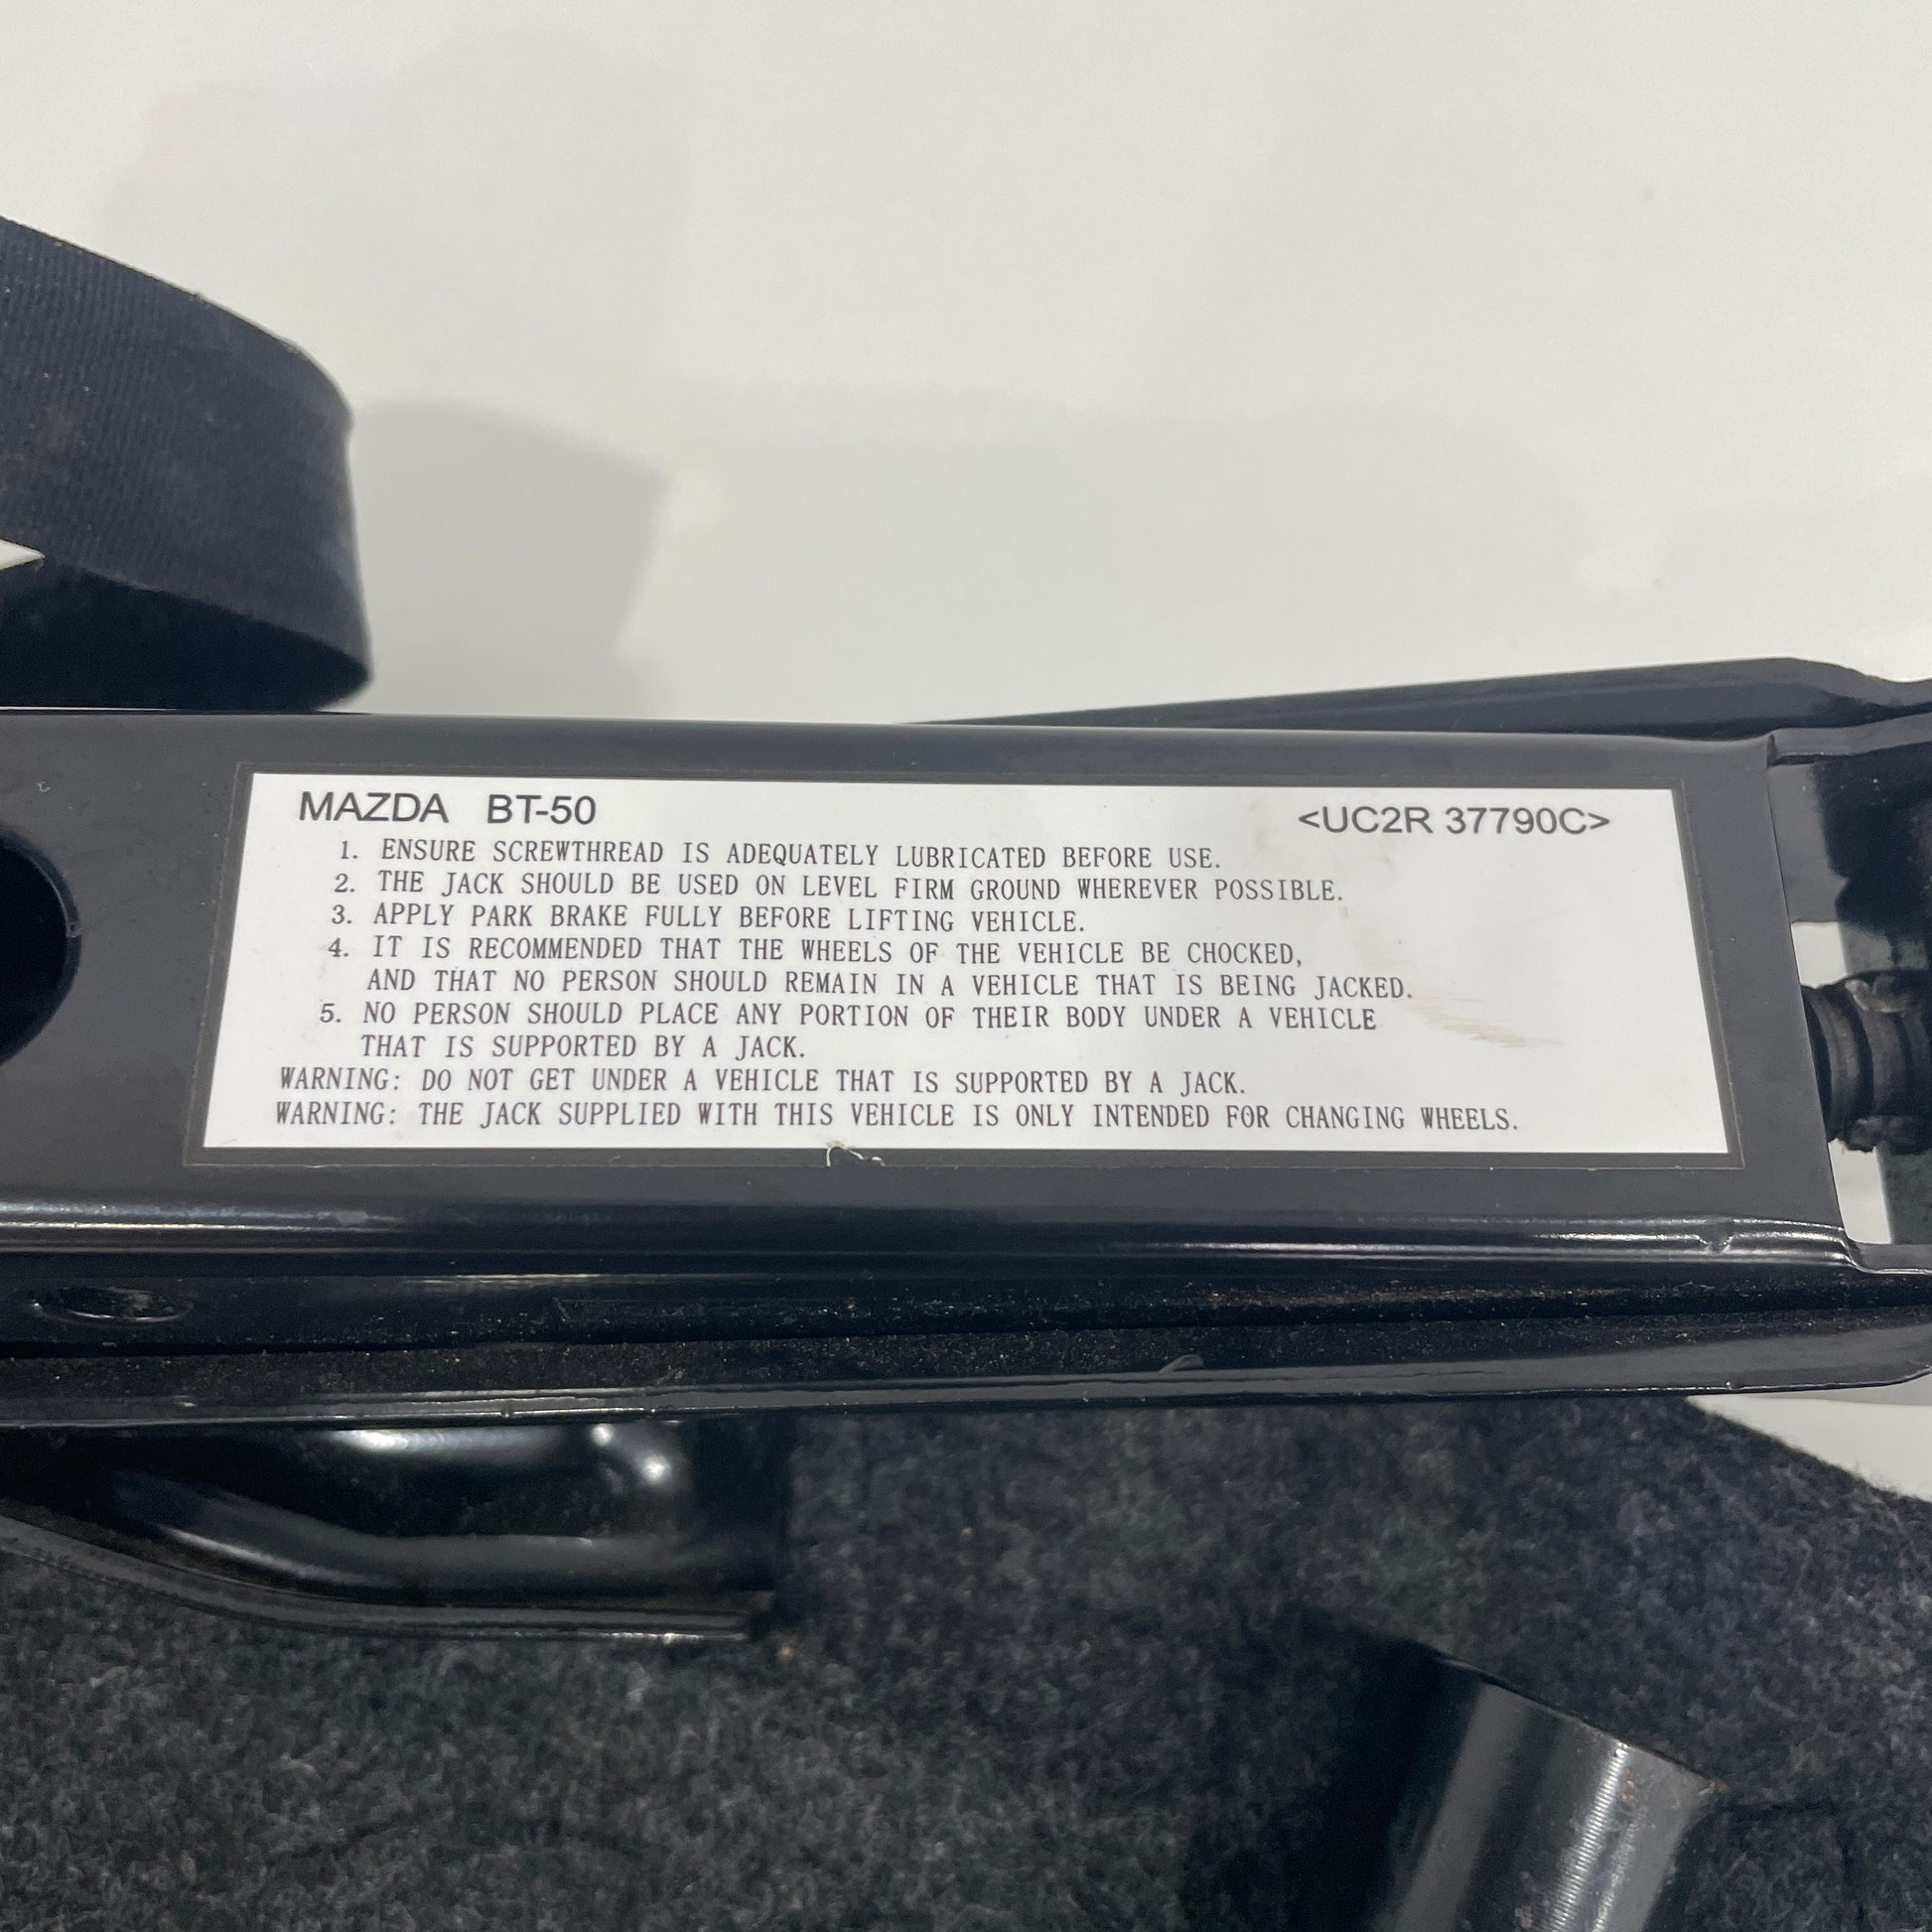 MAZDA BT-50 <UC2R 37790C>
1. ENSURE SCREWTHREAD IS ADEQUATELY LUBRICATED BEFORE USE.
2. THE JACK SHOULD BE USED ON LEVEL FIRM GROUND WHEREVER POSSIBLE.
3. APPLY PARK BRAKE FULLY BEFORE LIFTING VEHICLE.
4. IT IS RECOMMENDED THAT THE WHEELS OF THE VEHICLE BE CHOCKED,
AND THAT NO PERSON SHOULD REMAIN IN A VEHICLE THAT IS BEING JACKED.
5. NO PERSON SHOULD PLACE ANY PORTION OF THEIR BODY UNDER A VEHICLE
THAT IS SUPPORTED BY A JACK.
WARNING: DO NOT GET UNDER A VEHICLE THAT IS SUPPORTED BY A JACK.
WARNING: THE JACK SUPPLIED WITH THIS VEHICLE IS ONLY INTENDED FOR CHANGING WHEELS.